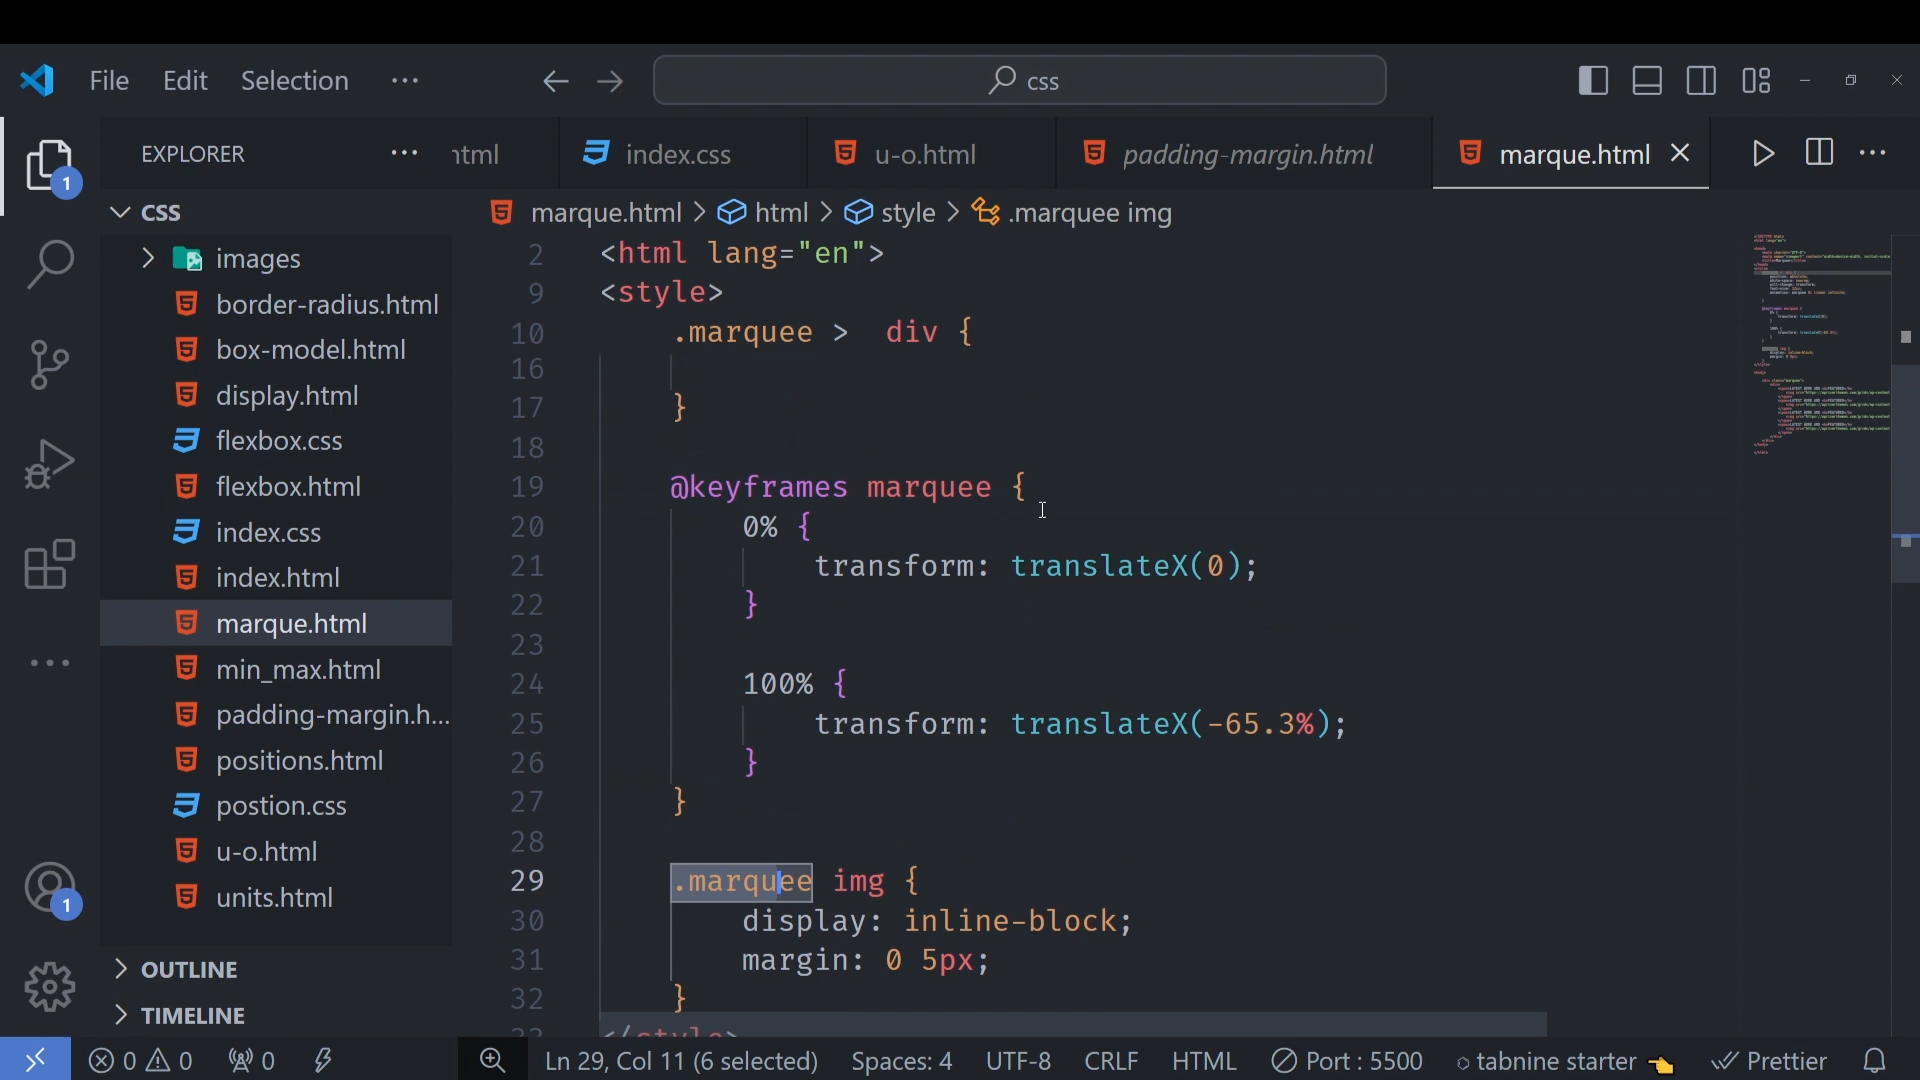 File Edit Selection ···
css
EXPLORER ···
html
index.css
u-o.html
padding-margin.html
marque.html
CSS
images
border-radius.html
box-model.html
display.html
flexbox.css
flexbox.html
index.css
index.html
marque.html
min_max.html
padding-margin.h...
positions.html
postion.css
u-o.html
units.html
OUTLINE
TIMELINE
1
1
marque.html > html > style > .marquee img
2 <html lang="en">
9 <style>
10 .marquee > div {
16
17 }
18
19 @keyframes marquee {
20 0% {
21 transform: translateX(0);
22 }
23
24 100% {
25 transform: translateX(-65.3%);
26 }
27 }
28
29 .marquee img {
30 display: inline-block;
31 margin: 0 5px;
32 }
33 </style>
0 0 0 Ln 29, Col 11 (6 selected) Spaces: 4 UTF-8 CRLF HTML Port : 5500 tabnine starter 👈 Prettier